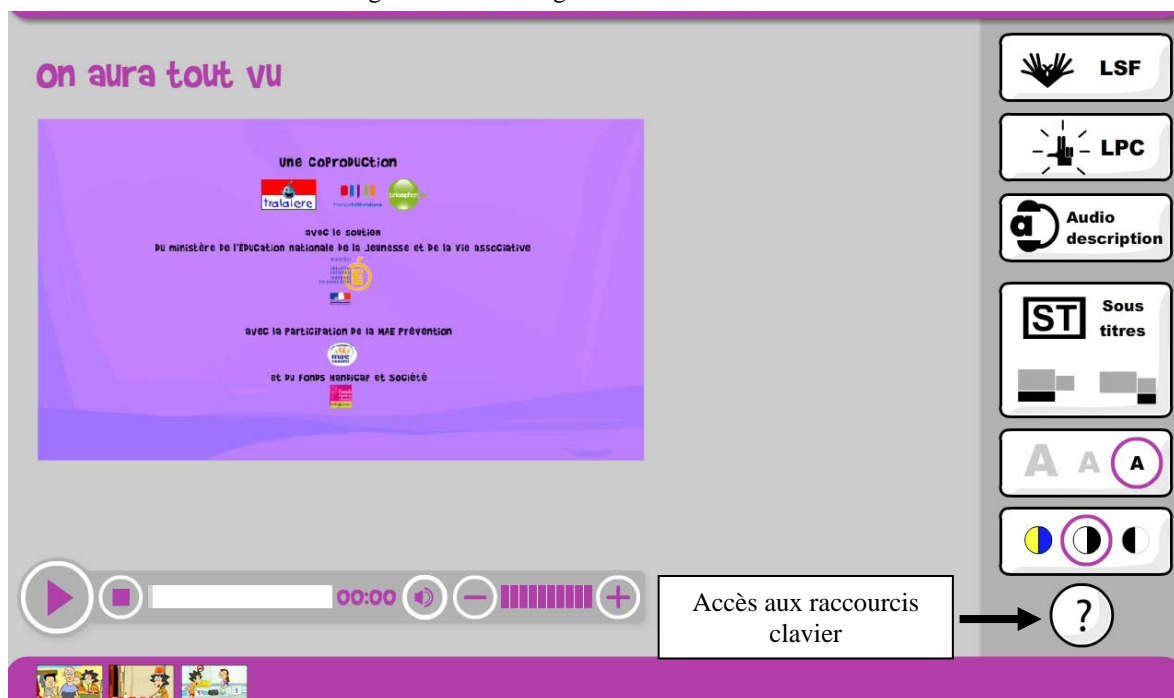 on aura tout vu
une coproduction
tralalere
francetélévisions
avec le soutien
Du ministère De l'éDucation nationale De la Jeunesse et De la vie associative
avec la Participation De la MAE Prévention
mae
et Du FonDs HanDicap et société
00:00
LSF
LPC
a
Audio
description
ST
Sous
titres
A A A
Accès aux raccourcis
clavier
?